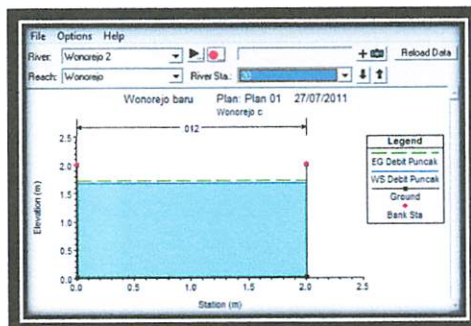 File Options Help
River: Wonorejo 2 Reload Data
Reach: Wonorejo River Sta.:
Wonorejo baru Plan: Plan 01 27/07/2011
Wonorejo c
.012
Legend
EG Debit Puncak
WS Debit Puncak
Ground
Bank Sta
Elevation (m)
2.5
2.0
1.5
1.0
0.5
0.0
0.0 0.5 1.0 1.5 2.0 2.5
Station (m)